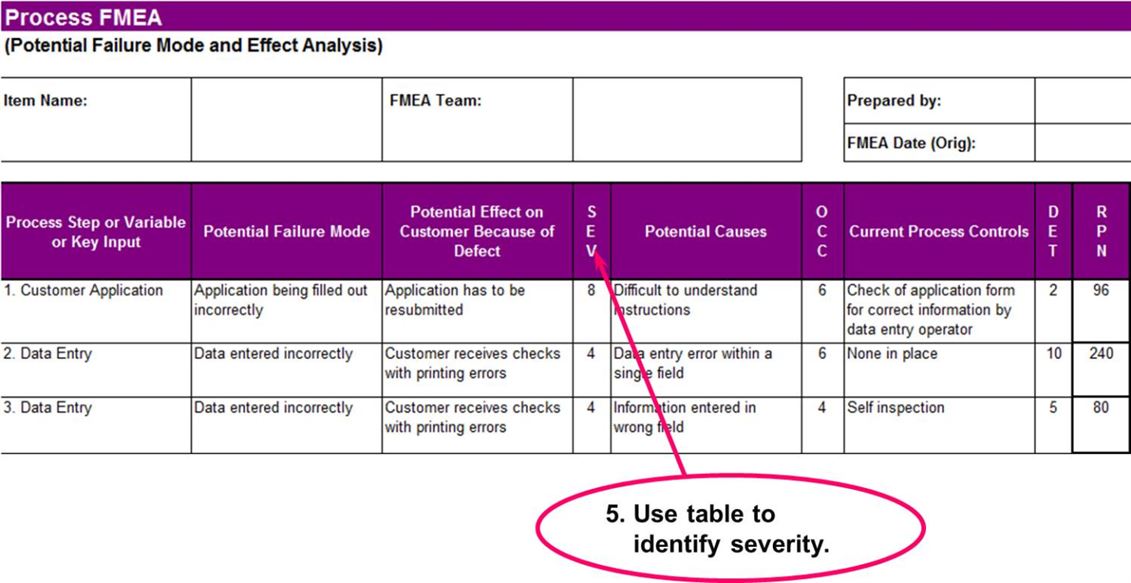 Process FMEA
(Potential Failure Mode and Effect Analysis)
Item Name:
FMEA Team:
Prepared by:
FMEA Date (Orig):
Process Step or Variable
or Key Input
Potential Failure Mode
Potential Effect on
Customer Because of
Defect
S
E
V
Potential Causes
O
C
C
Current Process Controls
D
E
T
R
P
N
1. Customer Application
Application being filled out
incorrectly
Application has to be
resubmitted
8
Difficult to understand
instructions
6
Check of application form
for correct information by
data entry operator
2
96
2. Data Entry
Data entered incorrectly
Customer receives checks
with printing errors
4
Data entry error within a
single field
6
None in place
10
240
3. Data Entry
Data entered incorrectly
Customer receives checks
with printing errors
4
Information entered in
wrong field
4
Self inspection
5
80
5. Use table to
identify severity.